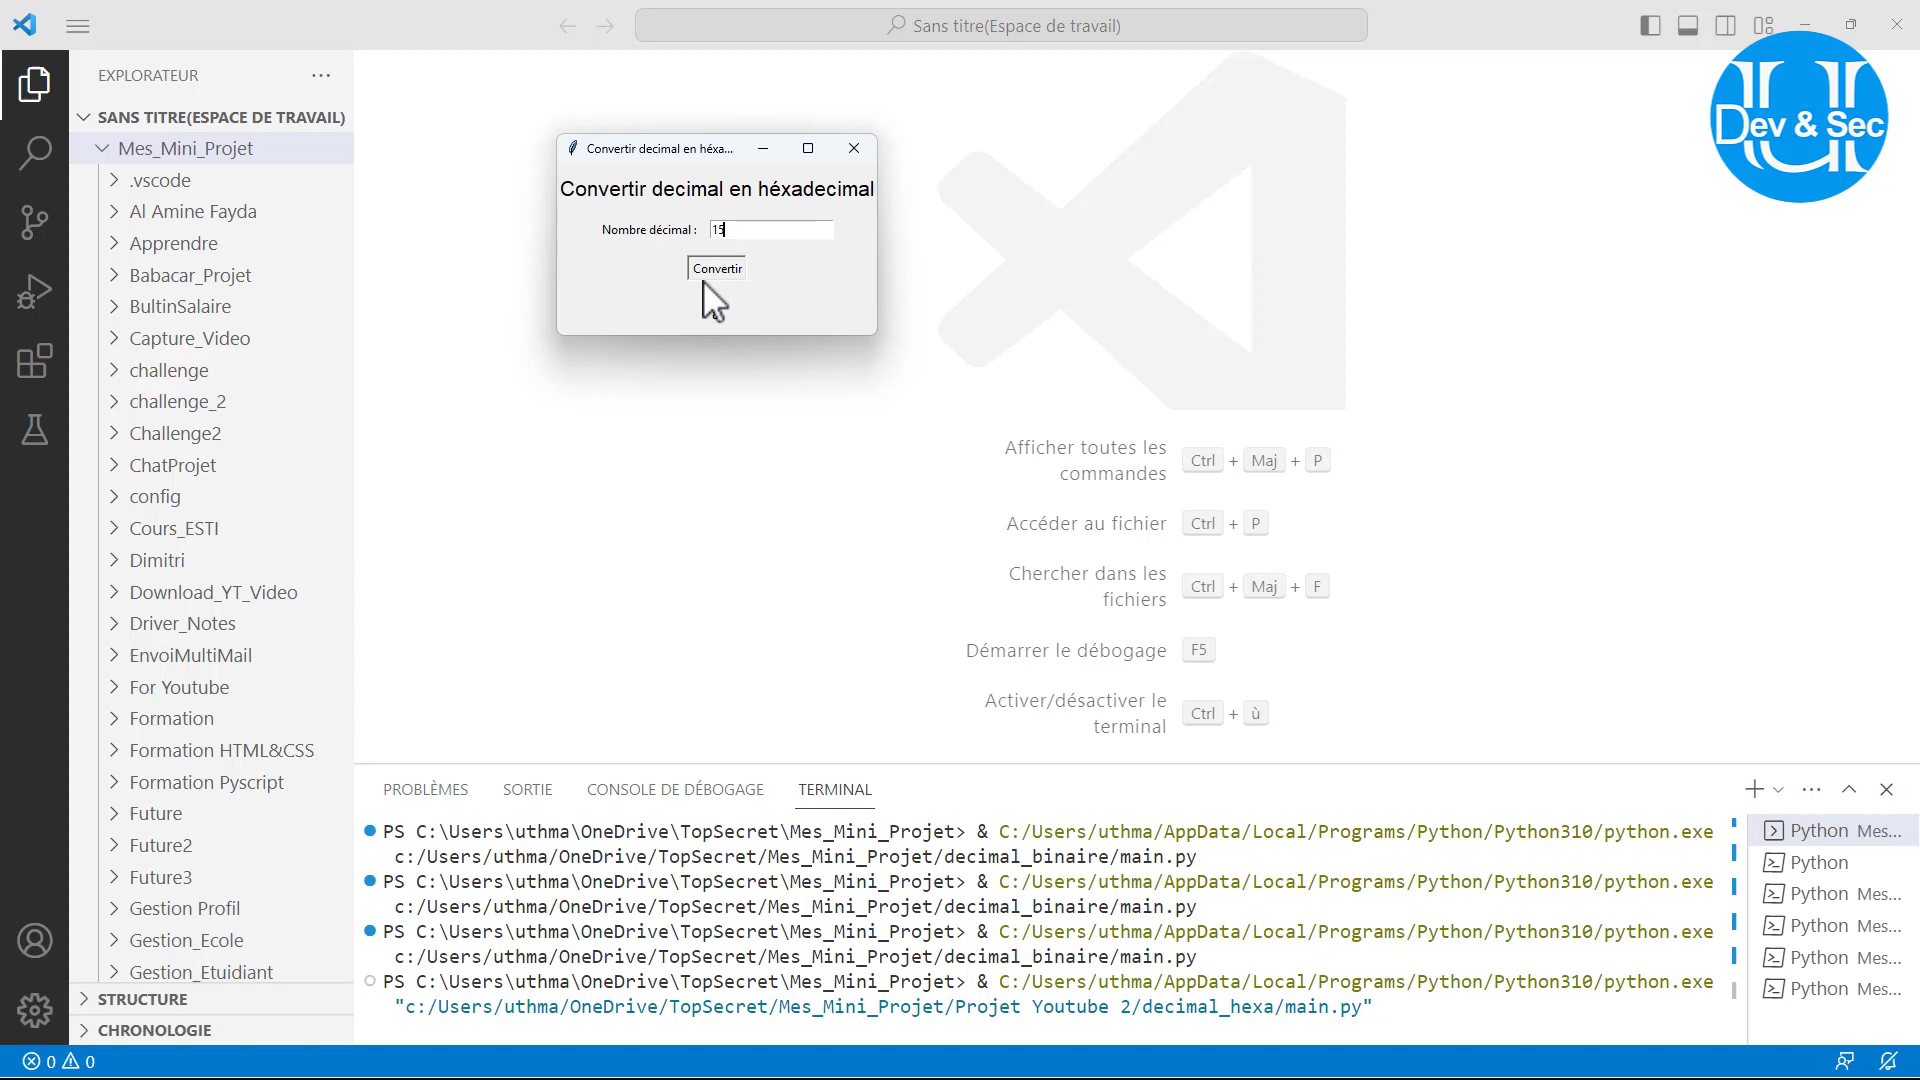 Sans titre(Espace de travail)
Dev & Sec
EXPLORATEUR
SANS TITRE(ESPACE DE TRAVAIL)
Mes_Mini_Projet
.vscode
Al Amine Fayda
Apprendre
Babacar_Projet
BultinSalaire
Capture_Video
challenge
challenge_2
Challenge2
ChatProjet
config
Cours_ESTI
Dimitri
Download_YT_Video
Driver_Notes
EnvoiMultiMail
For Youtube
Formation
Formation HTML&CSS
Formation Pyscript
Future
Future2
Future3
Gestion Profil
Gestion_Ecole
Gestion_Etuidiant
STRUCTURE
CHRONOLOGIE
Convertir decimal en héxa...
Convertir decimal en héxadecimal
Nombre décimal : 15
Convertir
Afficher toutes les
commandes Ctrl + Maj + P
Accéder au fichier Ctrl + P
Chercher dans les
fichiers Ctrl + Maj + F
Démarrer le débogage F5
Activer/désactiver le
terminal Ctrl + ù
PROBLÈMES SORTIE CONSOLE DE DÉBOGAGE TERMINAL
PS C:\Users\uthma\OneDrive\TopSecret\Mes_Mini_Projet> & C:/Users/uthma/AppData/Local/Programs/Python/Python310/python.exe
c:/Users/uthma/OneDrive/TopSecret/Mes_Mini_Projet/decimal_binaire/main.py
PS C:\Users\uthma\OneDrive\TopSecret\Mes_Mini_Projet> & C:/Users/uthma/AppData/Local/Programs/Python/Python310/python.exe
c:/Users/uthma/OneDrive/TopSecret/Mes_Mini_Projet/decimal_binaire/main.py
PS C:\Users\uthma\OneDrive\TopSecret\Mes_Mini_Projet> & C:/Users/uthma/AppData/Local/Programs/Python/Python310/python.exe
c:/Users/uthma/OneDrive/TopSecret/Mes_Mini_Projet/decimal_binaire/main.py
PS C:\Users\uthma\OneDrive\TopSecret\Mes_Mini_Projet> & C:/Users/uthma/AppData/Local/Programs/Python/Python310/python.exe
"c:/Users/uthma/OneDrive/TopSecret/Mes_Mini_Projet/Projet Youtube 2/decimal_hexa/main.py"
Python Mes...
Python
Python Mes...
Python Mes...
Python Mes...
Python Mes...
0 0